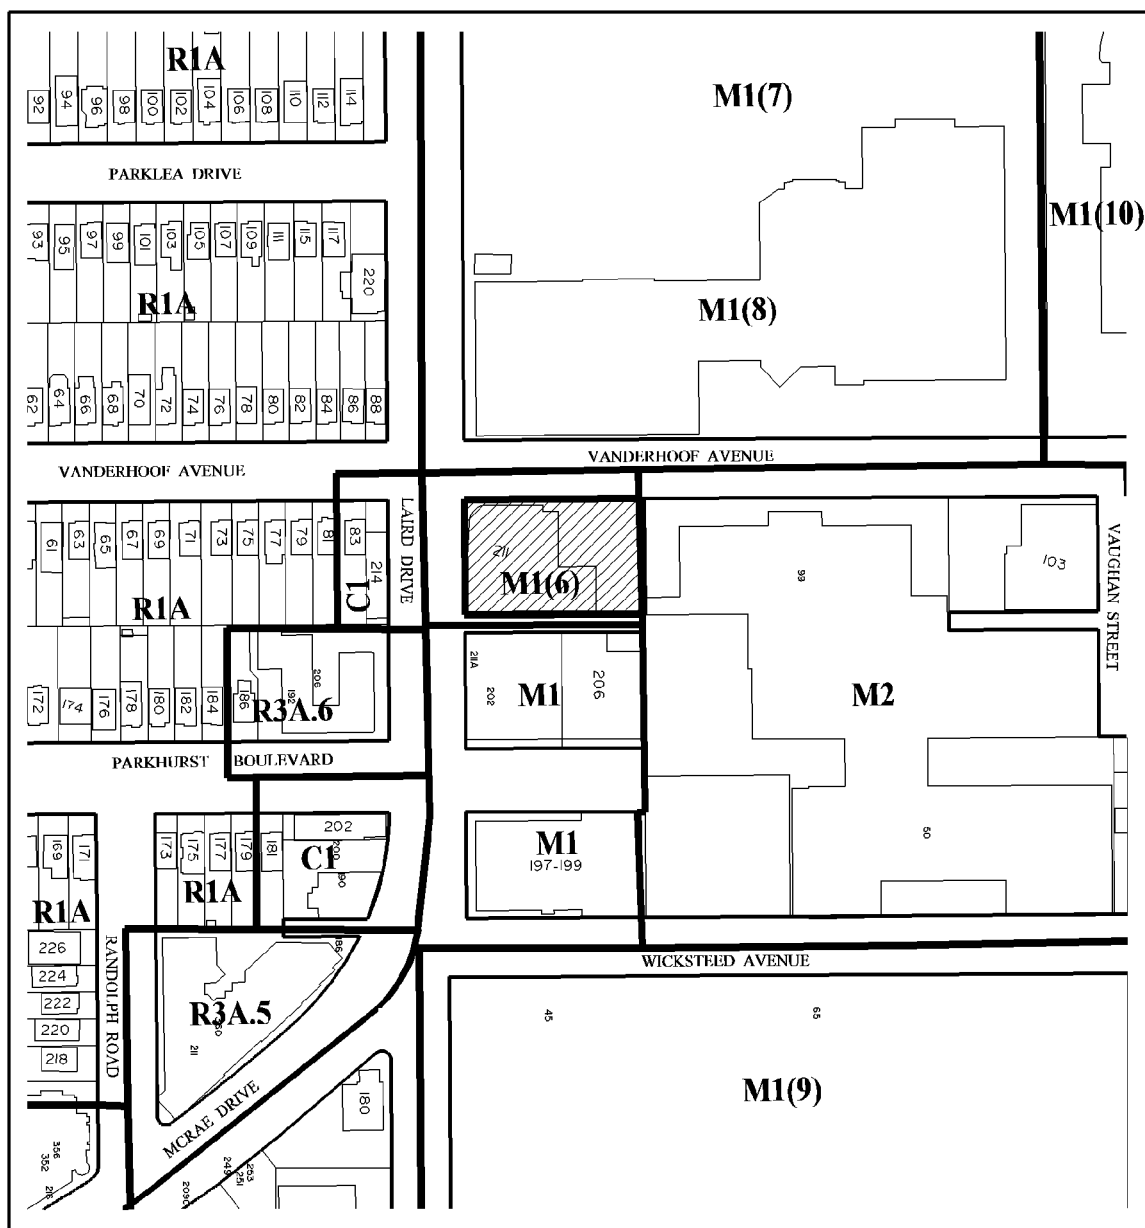 R1A
M1(7)
92 94 96 98 100 102 104 106 108 110 112 114
PARKLEA DRIVE
M1(10)
93 95 97 99 101 103 105 107 109 111 115 117
220
R1A
M1(8)
62 64 66 68 70 72 74 76 78 80 82 84 86 88
VANDERHOOF AVENUE
VANDERHOOF AVENUE
61 63 65 67 69 71 73 75 77 79 81 83
214
C1
LAIRD DRIVE
211
M1(6)
99
103
VAUGHAN STREET
R1A
172 174 176 178 180 182 184 186
192
206
R3A.6
211A
202
M1
206
M2
PARKHURST BOULEVARD
169 171
173 175 177 179 181
202
200
190
C1
R1A
R1A
M1
197-199
50
226
224
222
220
218
RANDOLPH ROAD
186
R3A.5
211
WICKSTEED AVENUE
45
65
M1(9)
MCRAE DRIVE
180
356
352
249
251
253